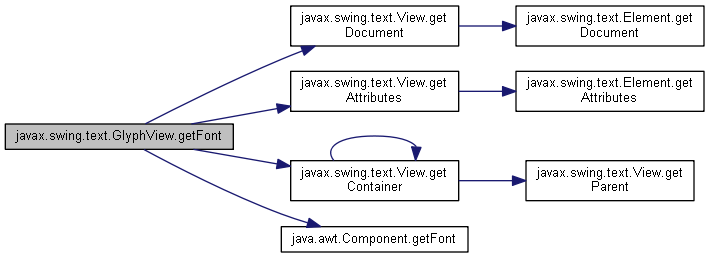 javax.swing.text.GlyphView.getFont
javax.swing.text.View.get
Document
javax.swing.text.Element.get
Document
javax.swing.text.View.get
Attributes
javax.swing.text.Element.get
Attributes
javax.swing.text.View.get
Container
javax.swing.text.View.get
Parent
java.awt.Component.getFont